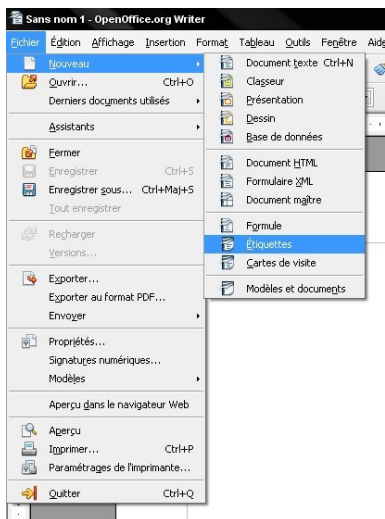 Sans nom 1 - OpenOffice.org Writer
Fichier Édition Affichage Insertion Format Tableau Outils Fenêtre Aide
Nouveau
Ouvrir... Ctrl+O
Derniers documents utilisés
Assistants
Fermer
Enregistrer Ctrl+S
Enregistrer sous... Ctrl+Maj+S
Tout enregistrer
Recharger
Versions...
Exporter...
Exporter au format PDF...
Envoyer
Propriétés...
Signatures numériques...
Modèles
Aperçu dans le navigateur Web
Aperçu
Imprimer... Ctrl+P
Paramétrages de l'imprimante...
Quitter Ctrl+Q
Document texte Ctrl+N
Classeur
Présentation
Dessin
Base de données
Document HTML
Formulaire XML
Document maître
Formule
Étiquettes
Cartes de visite
Modèles et documents